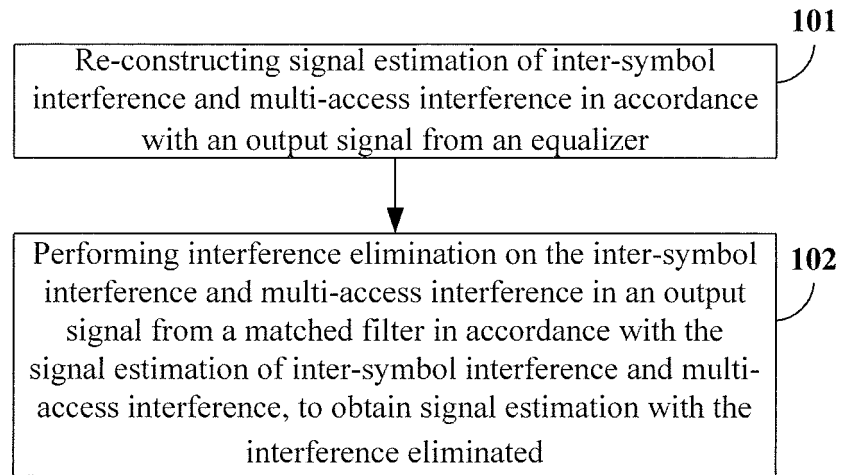 101
Re-constructing signal estimation of inter-symbol
interference and multi-access interference in accordance
with an output signal from an equalizer
Performing interference elimination on the inter-symbol
interference and multi-access interference in an output
signal from a matched filter in accordance with the
signal estimation of inter-symbol interference and multi-
access interference, to obtain signal estimation with the
interference eliminated
102